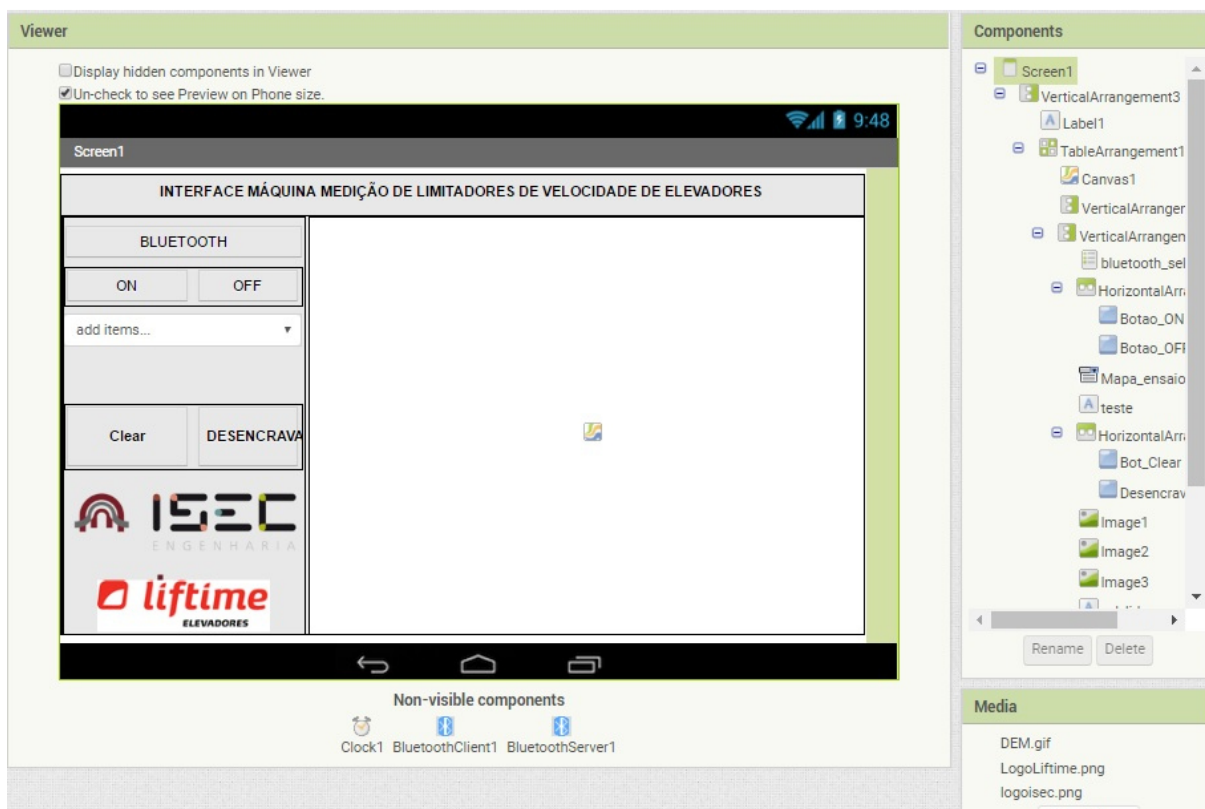 Viewer
Display hidden components in Viewer
Un-check to see Preview on Phone size.
9:48
Screen1
INTERFACE MÁQUINA MEDIÇÃO DE LIMITADORES DE VELOCIDADE DE ELEVADORES
BLUETOOTH
ON OFF
add items...
Clear DESENCRAVA
ISEC
ENGENHARIA
liftime
ELEVADORES
Non-visible components
Clock1 BluetoothClient1 BluetoothServer1
Components
Screen1
VerticalArrangement3
Label1
TableArrangement1
Canvas1
VerticalArranger
VerticalArrangen
bluetooth_sel
HorizontalArr
Botao_ON
Botao_OFF
Mapa_ensaio
teste
HorizontalArr
Bot_Clear
Desencrav
Image1
Image2
Image3
Rename Delete
Media
DEM.gif
LogoLiftime.png
logoisec.png